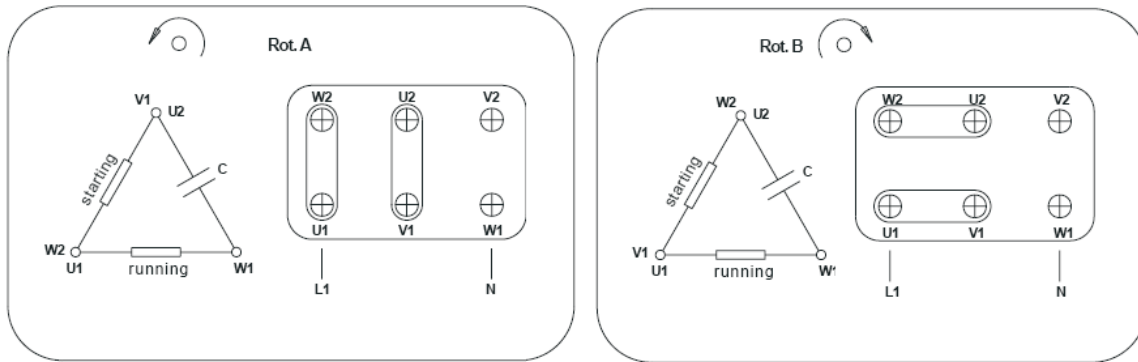 Rot. A
V1
U2
C
starting
W2
U1
running
W1
W2 U2 V2
U1 V1 W1
L1 N
Rot. B
W2
U2
C
starting
V1
U1
running
W1
W2 U2 V2
U1 V1 W1
L1 N